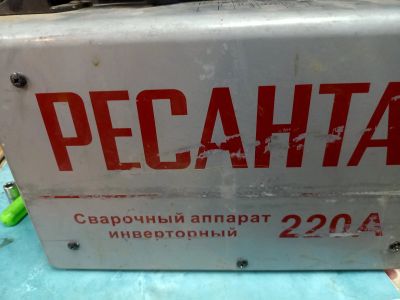 РЕСАНТА
Сварочный аппарат
инверторный
220А